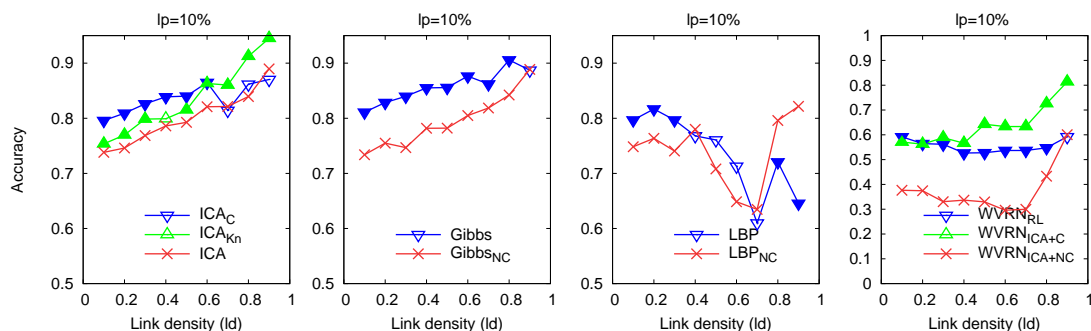 lp=10%
Accuracy
0.9
0.8
0.7
0.6
0.5
0 0.2 0.4 0.6 0.8 1
Link density (ld)
ICA_C
ICA_Kn
ICA
lp=10%
0.9
0.8
0.7
0.6
0.5
0 0.2 0.4 0.6 0.8 1
Link density (ld)
Gibbs
Gibbs_NC
lp=10%
0.9
0.8
0.7
0.6
0.5
0 0.2 0.4 0.6 0.8 1
Link density (ld)
LBP
LBP_NC
lp=10%
1
0.9
0.8
0.7
0.6
0.5
0.4
0.3
0.2
0.1
0
0 0.2 0.4 0.6 0.8 1
Link density (ld)
WVRN_RL
WVRN_ICA+C
WVRN_ICA+NC